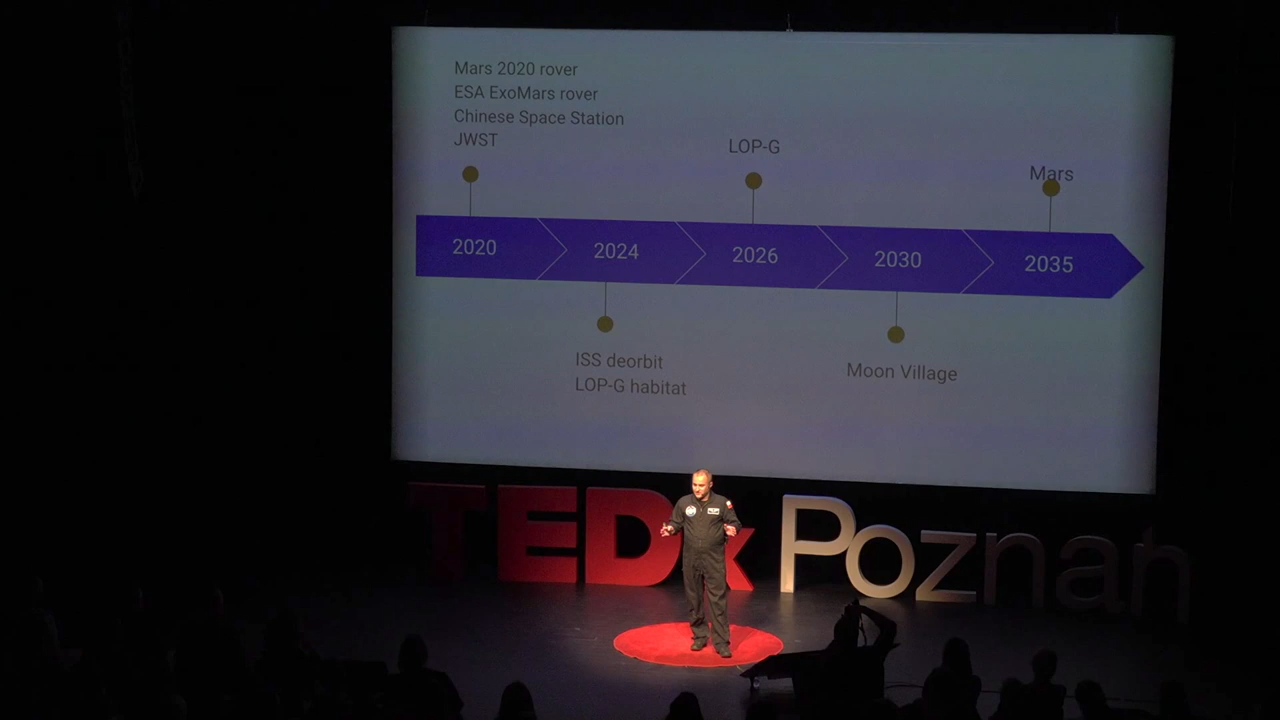 Mars 2020 rover
ESA ExoMars rover
Chinese Space Station
JWST
LOP-G
Mars
2020
2024
2026
2030
2035
ISS deorbit
LOP-G habitat
Moon Village
TEDx Poznań